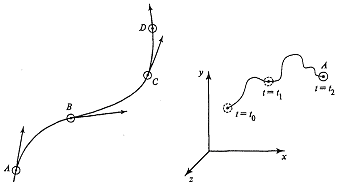 D
C
B
A
y
A
t = t₁
t = t₂
t = t₀
x
z